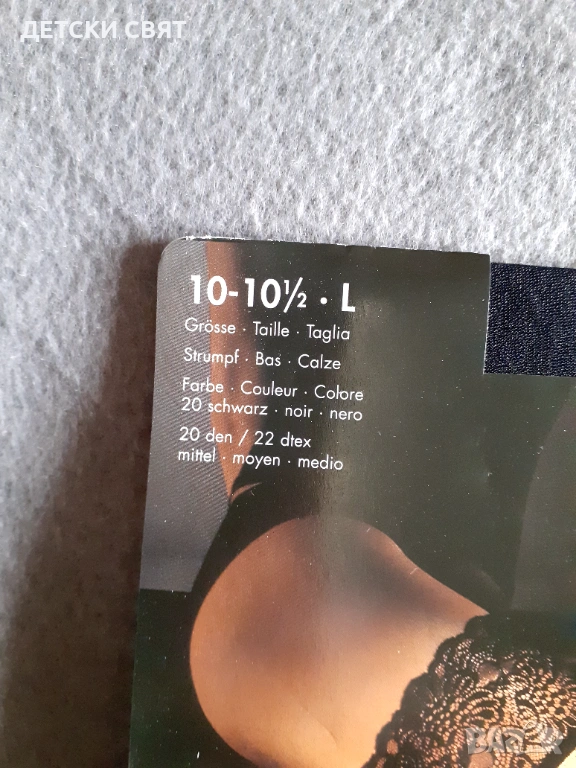 ДЕТСКИ СВЯТ
10-10½ · L
Grösse · Taille · Taglia
Strumpf · Bas · Calze
Farbe · Couleur · Colore
20 schwarz · noir · nero
20 den / 22 dtex
mittel · moyen · medio